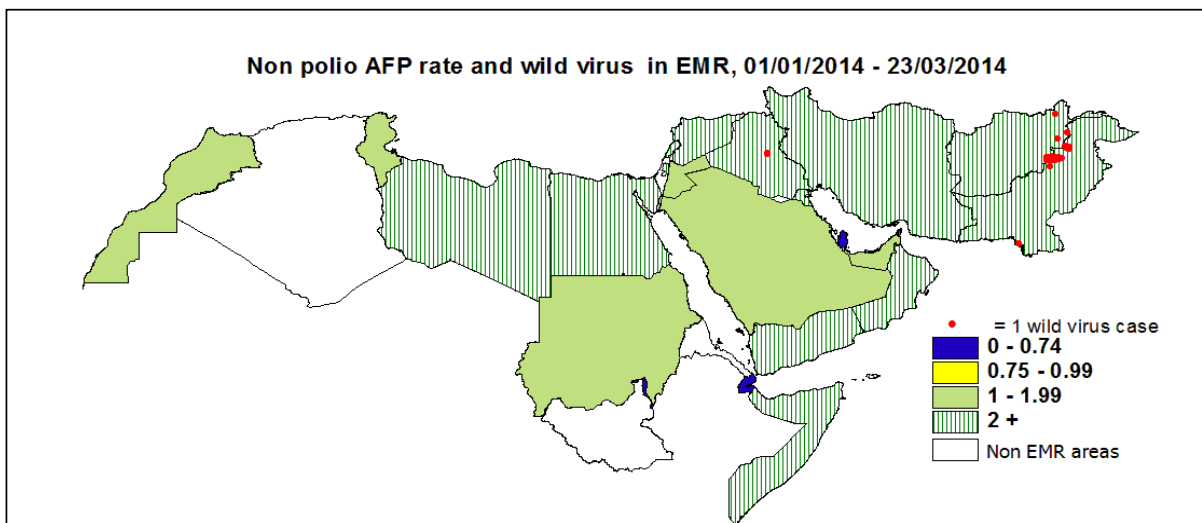 Non polio AFP rate and wild virus in EMR, 01/01/2014 - 23/03/2014
= 1 wild virus case
0 - 0.74
0.75 - 0.99
1 - 1.99
2 +
Non EMR areas